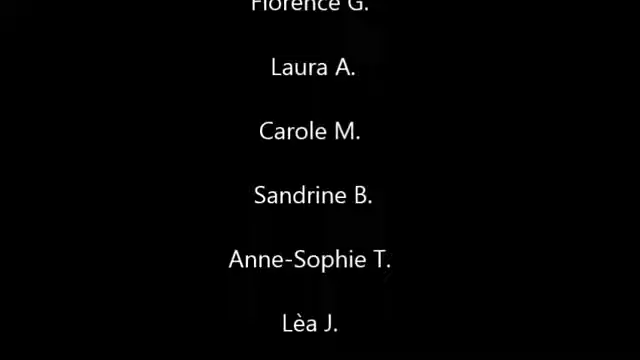 Florence G.
Laura A.
Carole M.
Sandrine B.
Anne-Sophie T.
Lèa J.